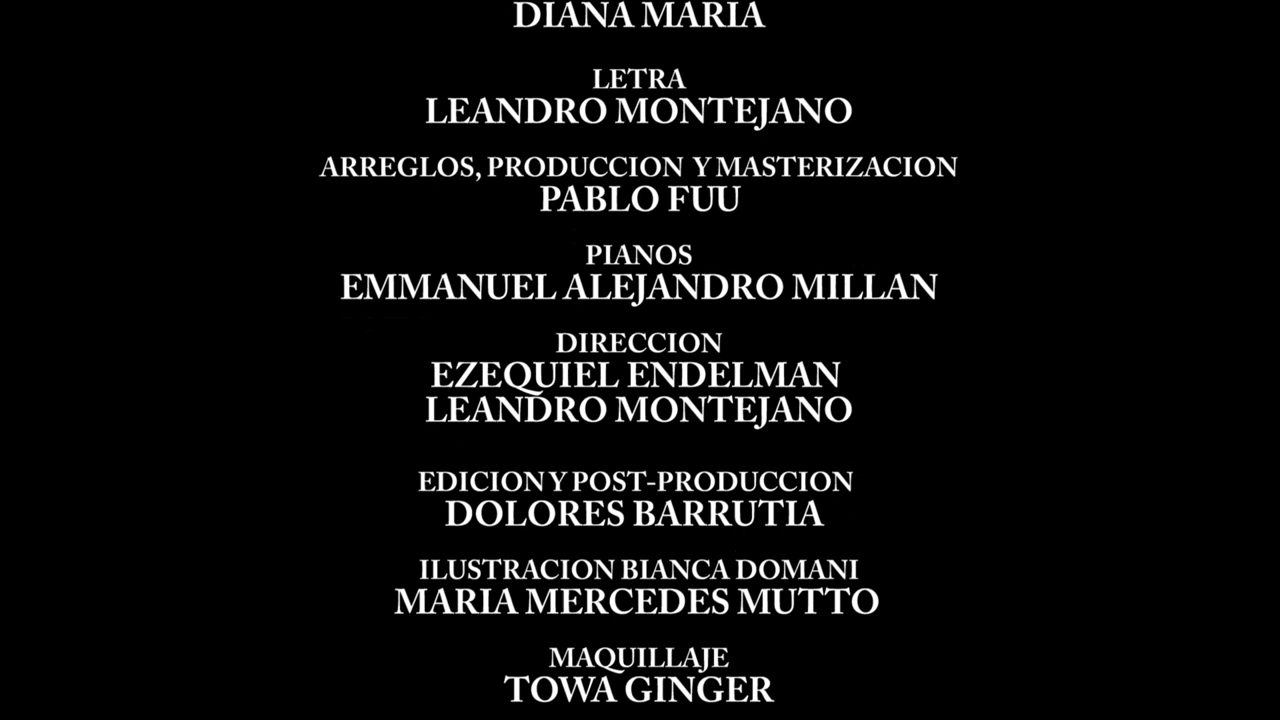 DIANA MARIA
LETRA
LEANDRO MONTEJANO
ARREGLOS, PRODUCCION Y MASTERIZACION
PABLO FUU
PIANOS
EMMANUEL ALEJANDRO MILLAN
DIRECCION
EZEQUIEL ENDELMAN
LEANDRO MONTEJANO
EDICION Y POST-PRODUCCION
DOLORES BARRUTIA
ILUSTRACION BIANCA DOMANI
MARIA MERCEDES MUTTO
MAQUILLAJE
TOWA GINGER